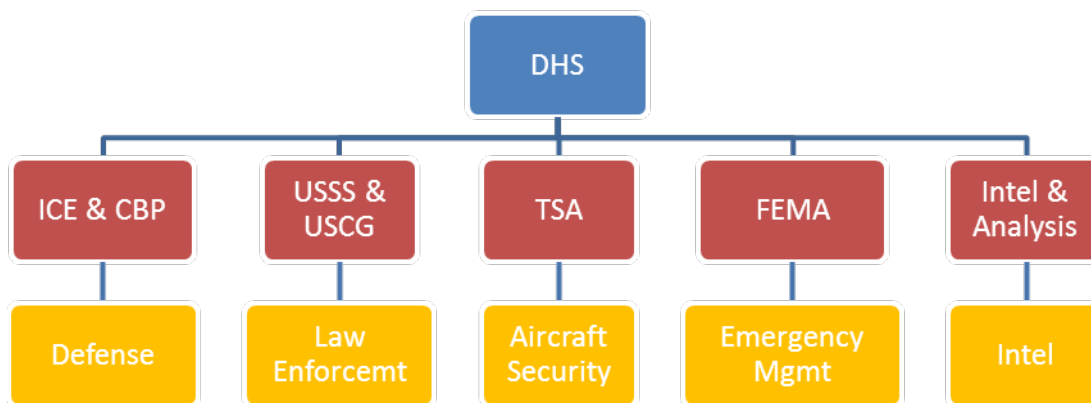 DHS
ICE & CBP
USSS &
USCG
TSA
FEMA
Intel &
Analysis
Defense
Law
Enforcemt
Aircraft
Security
Emergency
Mgmt
Intel